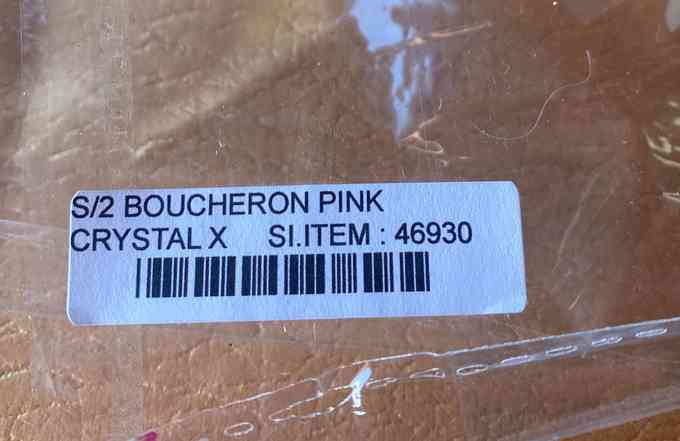 S/2 BOUCHERON PINK
CRYSTAL X SI.ITEM : 46930